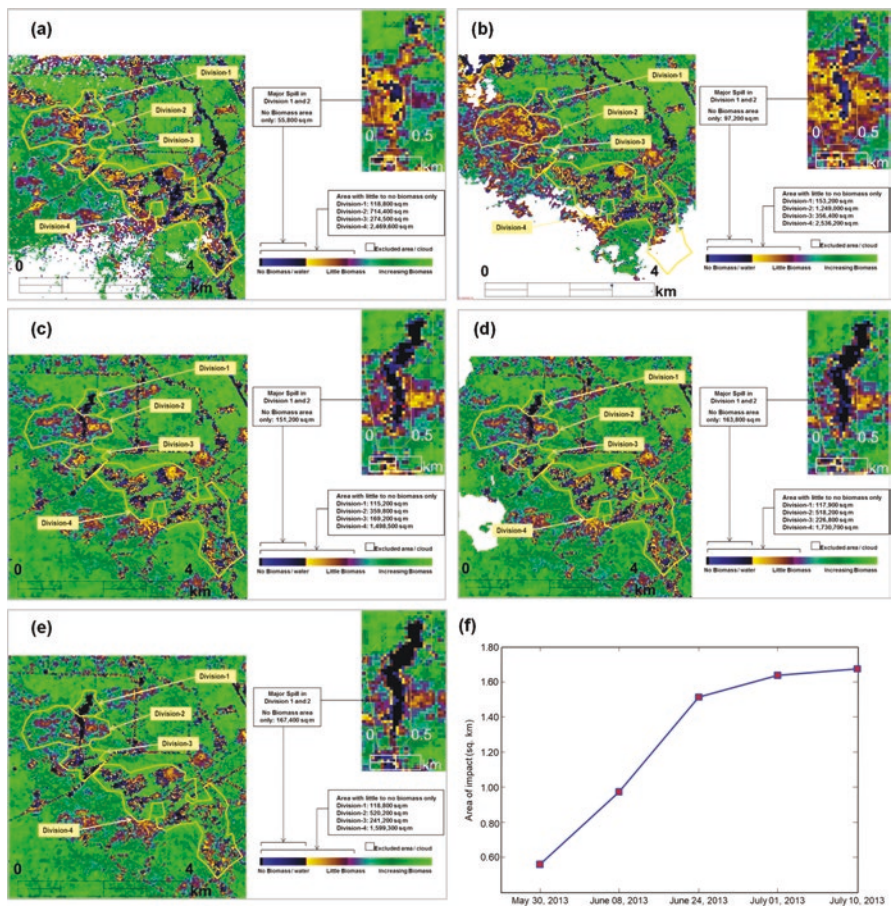 (a)
Division-1
Division-2
Division-3
Division-4
Major Spill in
Division 1 and 2
No Biomass area
only: 55,800 sq m
0 0.5
km
Area with little to no biomass only
Division-1: 118,800 sq m
Division-2: 714,400 sq m
Division-3: 274,500 sq m
Division-4: 2,469,600 sq m
Excluded area / cloud
No Biomass / water Little Biomass Increasing Biomass
0 4
km
(b)
Division-1
Division-2
Division-3
Division-4
Major Spill in
Division 1 and 2
No Biomass area
only: 97,200 sq m
0 0.5
km
Area with little to no biomass only
Division-1: 153,200 sq m
Division-2: 1,249,000 sq m
Division-3: 356,400 sq m
Division-4: 2,536,200 sq m
Excluded area / cloud
No Biomass / water Little Biomass Increasing Biomass
0 4
km
(c)
Division-1
Division-2
Division-3
Division-4
Major Spill in
Division 1 and 2
No Biomass area
only: 151,200 sq m
0 0.5
km
Area with little to no biomass only
Division-1: 115,200 sq m
Division-2: 359,800 sq m
Division-3: 169,200 sq m
Division-4: 1,498,500 sq m
Excluded area / cloud
No Biomass / water Little Biomass Increasing Biomass
0 4
km
(d)
Division-1
Division-2
Division-3
Division-4
Major Spill in
Division 1 and 2
No Biomass area
only: 163,800 sq m
0 0.5
km
Area with little to no biomass only
Division-1: 117,900 sq m
Division-2: 518,200 sq m
Division-3: 226,800 sq m
Division-4: 1,730,700 sq m
Excluded area / cloud
No Biomass / water Little Biomass Increasing Biomass
0 4
km
(e)
Division-1
Division-2
Division-3
Division-4
Major Spill in
Division 1 and 2
No Biomass area
only: 167,400 sq m
0 0.5
km
Area with little to no biomass only
Division-1: 118,800 sq m
Division-2: 520,200 sq m
Division-3: 241,200 sq m
Division-4: 1,599,300 sq m
Excluded area / cloud
No Biomass / water Little Biomass Increasing Biomass
0 4
km
(f)
Area of impact (sq. km)
1.80
1.60
1.40
1.20
1.00
0.80
0.60
May 30, 2013 June 08, 2013 June 24, 2013 July 01, 2013 July 10, 2013